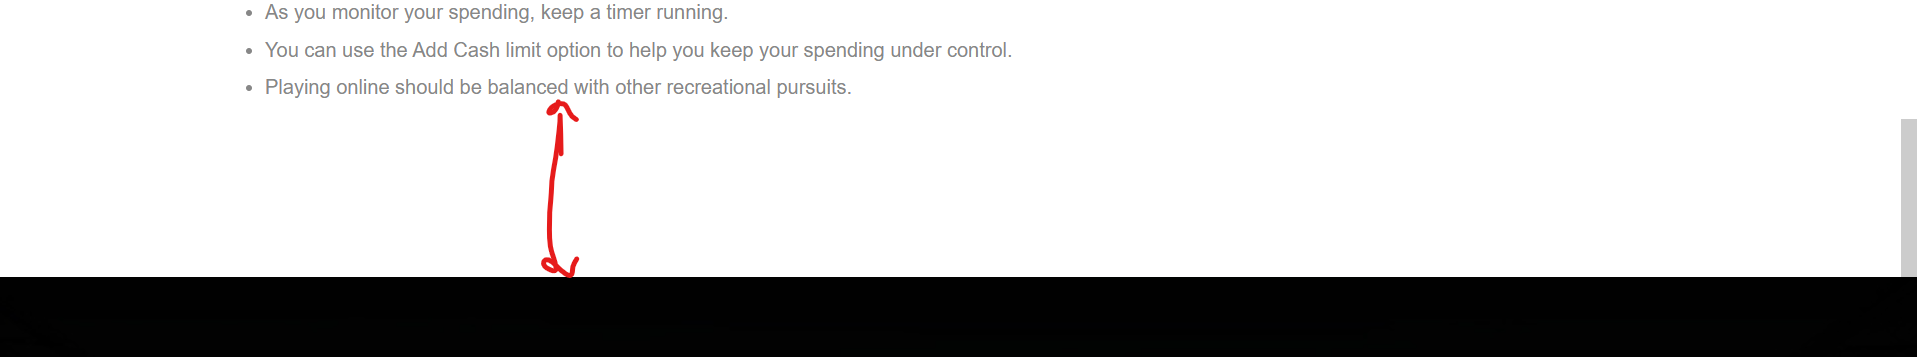 • As you monitor your spending, keep a timer running.
• You can use the Add Cash limit option to help you keep your spending under control.
• Playing online should be balanced with other recreational pursuits.